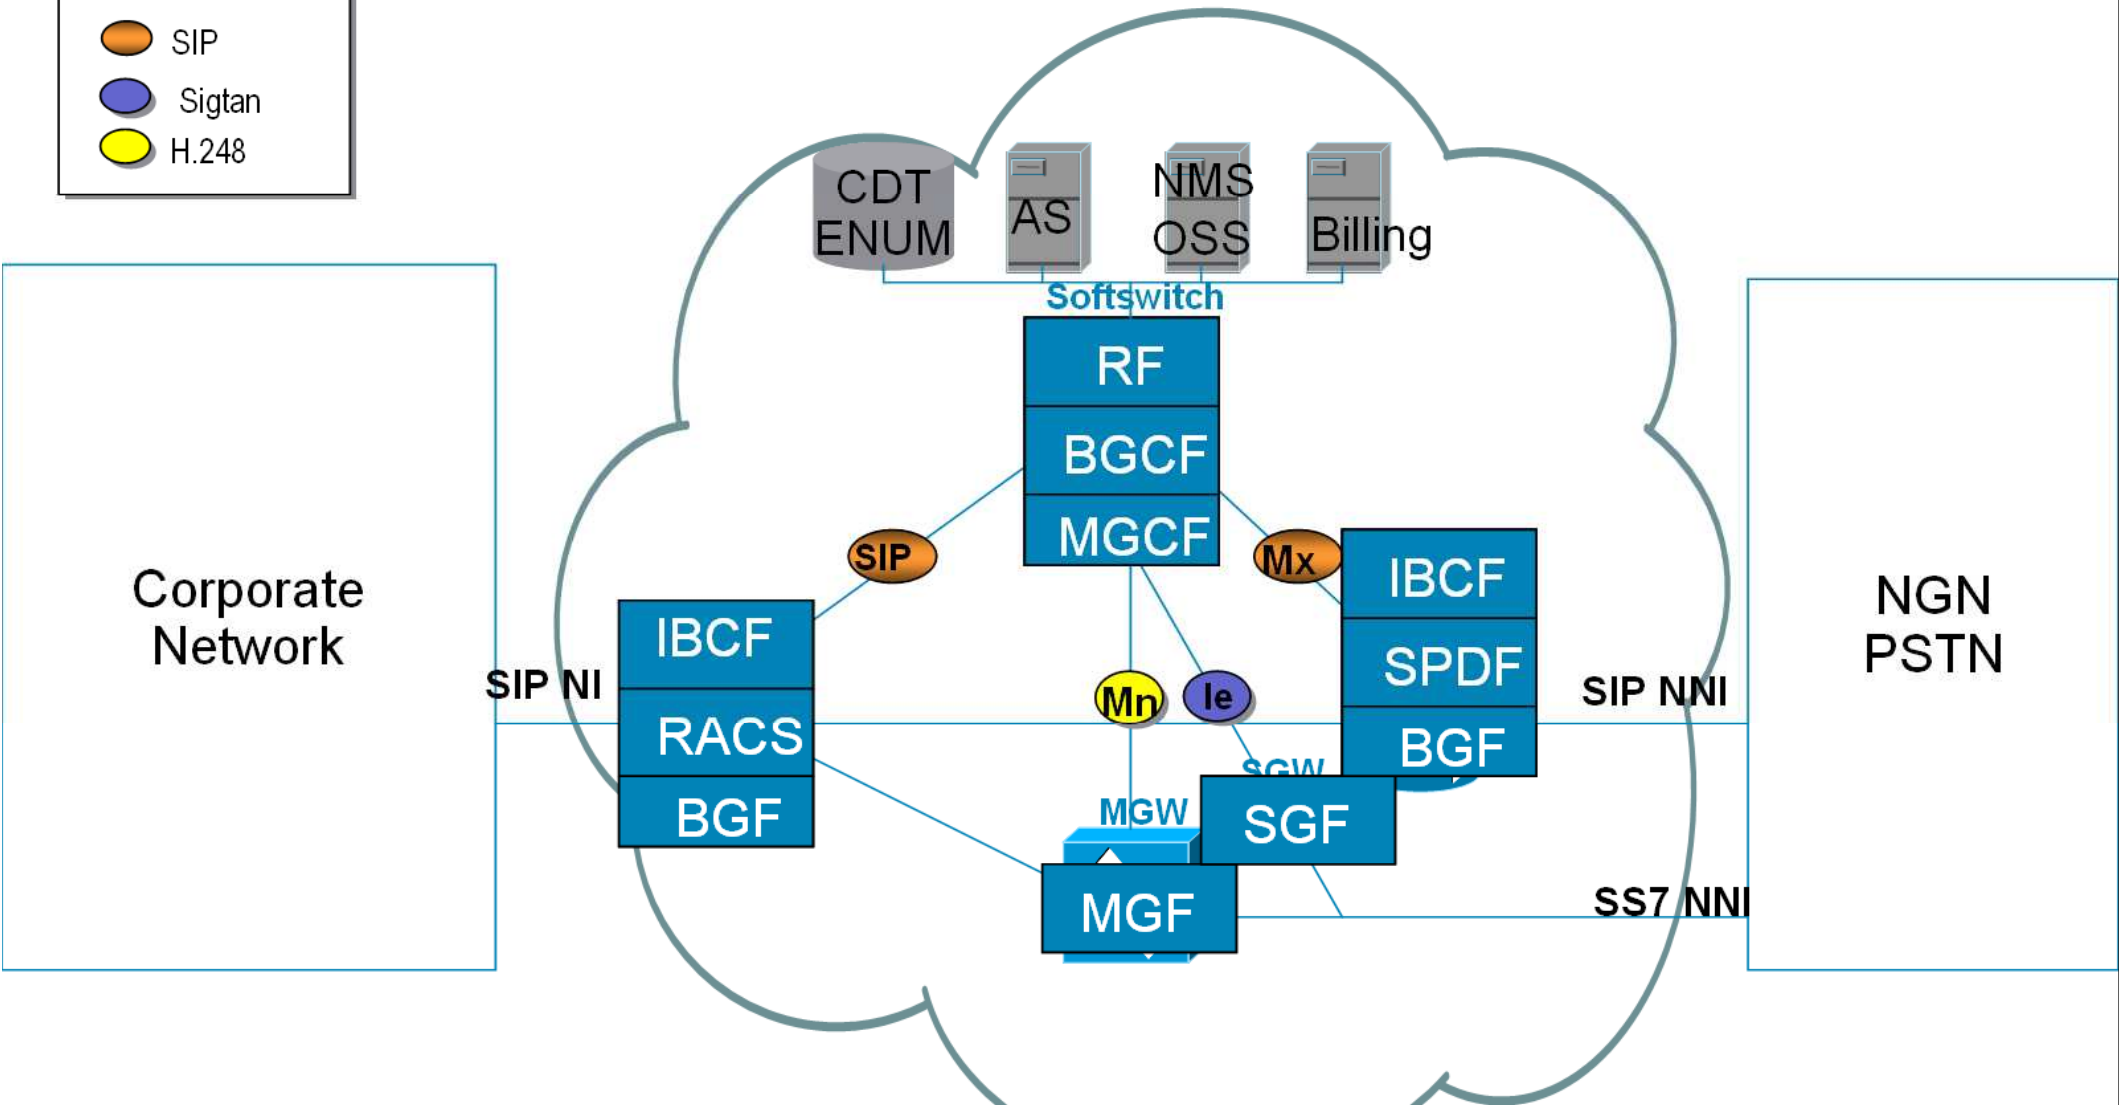 SIP
Sigtan
H.248
CDT
ENUM
AS
NMS
OSS
Billing
Softswitch
RF
BGCF
MGCF
SIP
Mx
IBCF
SPDF
BGF
IBCF
RACS
BGF
Corporate
Network
NGN
PSTN
SIP NI
SIP NNI
Mn
Ie
SGW
MGW
SGF
MGF
SS7 NNI